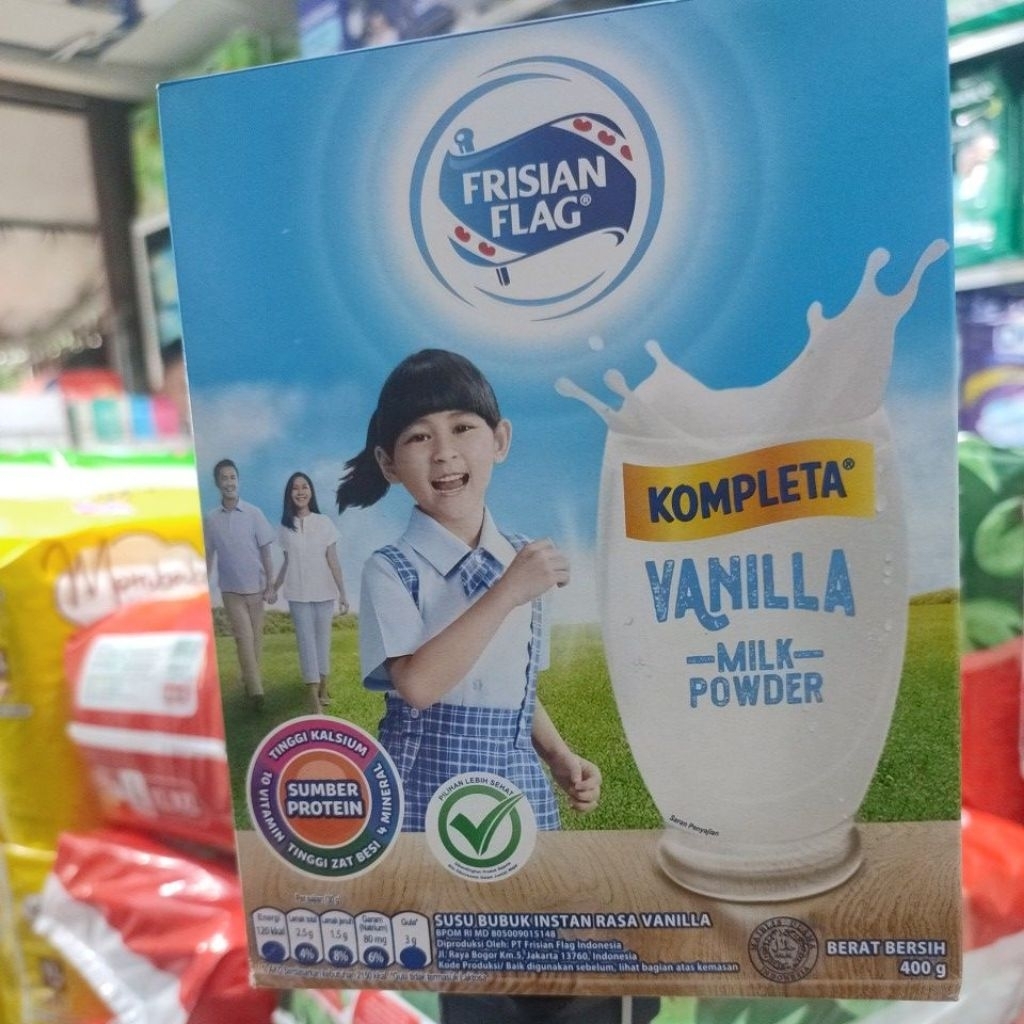 FRISIAN
FLAG®
KOMPLETA®
VANILLA
MILK
POWDER
TINGGI KALSIUM
10 VITAMIN
4 MINERAL
TINGGI ZAT BESI
SUMBER
PROTEIN
PILIHAN LEBIH SEHAT
Saran Penyajian
Energi
120 kkal
Lemak total
2.5 g
4%
Lemak jenuh
1.5 g
8%
Garam
(Natrium)
80 mg
6%
Gula*
3 g
SUSU BUBUK INSTAN RASA VANILLA
BPOM RI MD 805009015148
Diproduksi Oleh: PT Frisian Flag Indonesia
Jl. Raya Bogor Km.5, Jakarta 13760, Indonesia
Kode Produksi/ Baik digunakan sebelum, lihat bagian atas kemasan
BERAT BERSIH
400 g